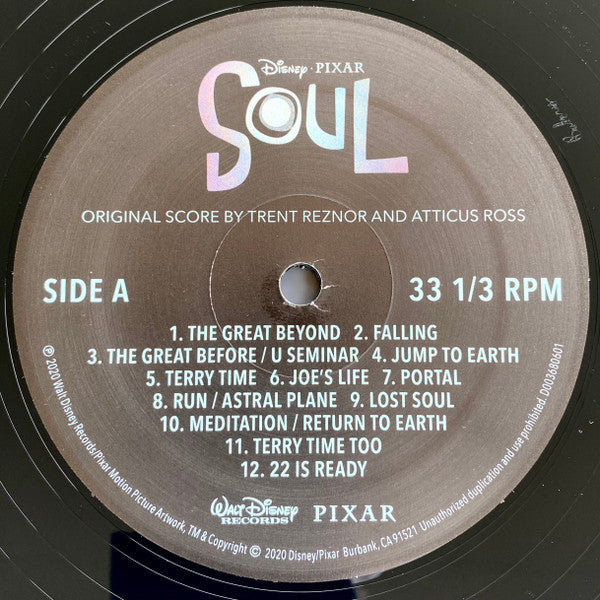 Disney · PIXAR
SOUL
ORIGINAL SCORE BY TRENT REZNOR AND ATTICUS ROSS
SIDE A
33 1/3 RPM
1. THE GREAT BEYOND 2. FALLING
3. THE GREAT BEFORE / U SEMINAR 4. JUMP TO EARTH
5. TERRY TIME 6. JOE'S LIFE 7. PORTAL
8. RUN / ASTRAL PLANE 9. LOST SOUL
10. MEDITATION / RETURN TO EARTH
11. TERRY TIME TOO
12. 22 IS READY
WALT DISNEY RECORDS
PIXAR
℗ 2020 Walt Disney Records/Pixar Motion Picture Artwork, TM & Copyright © 2020 Disney/Pixar Burbank, CA 91521 Unauthorized duplication and use prohibited. D003680601